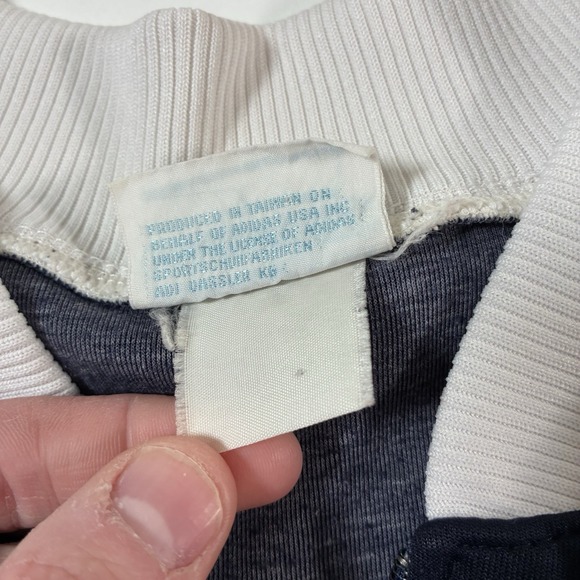 PRODUCED IN TAIWAN ON
BEHALF OF ADIDAS USA INC
UNDER THE LICENSE OF ADIDAS
SPORTSCHUHFABRIKEN
ADI DASSLER KG